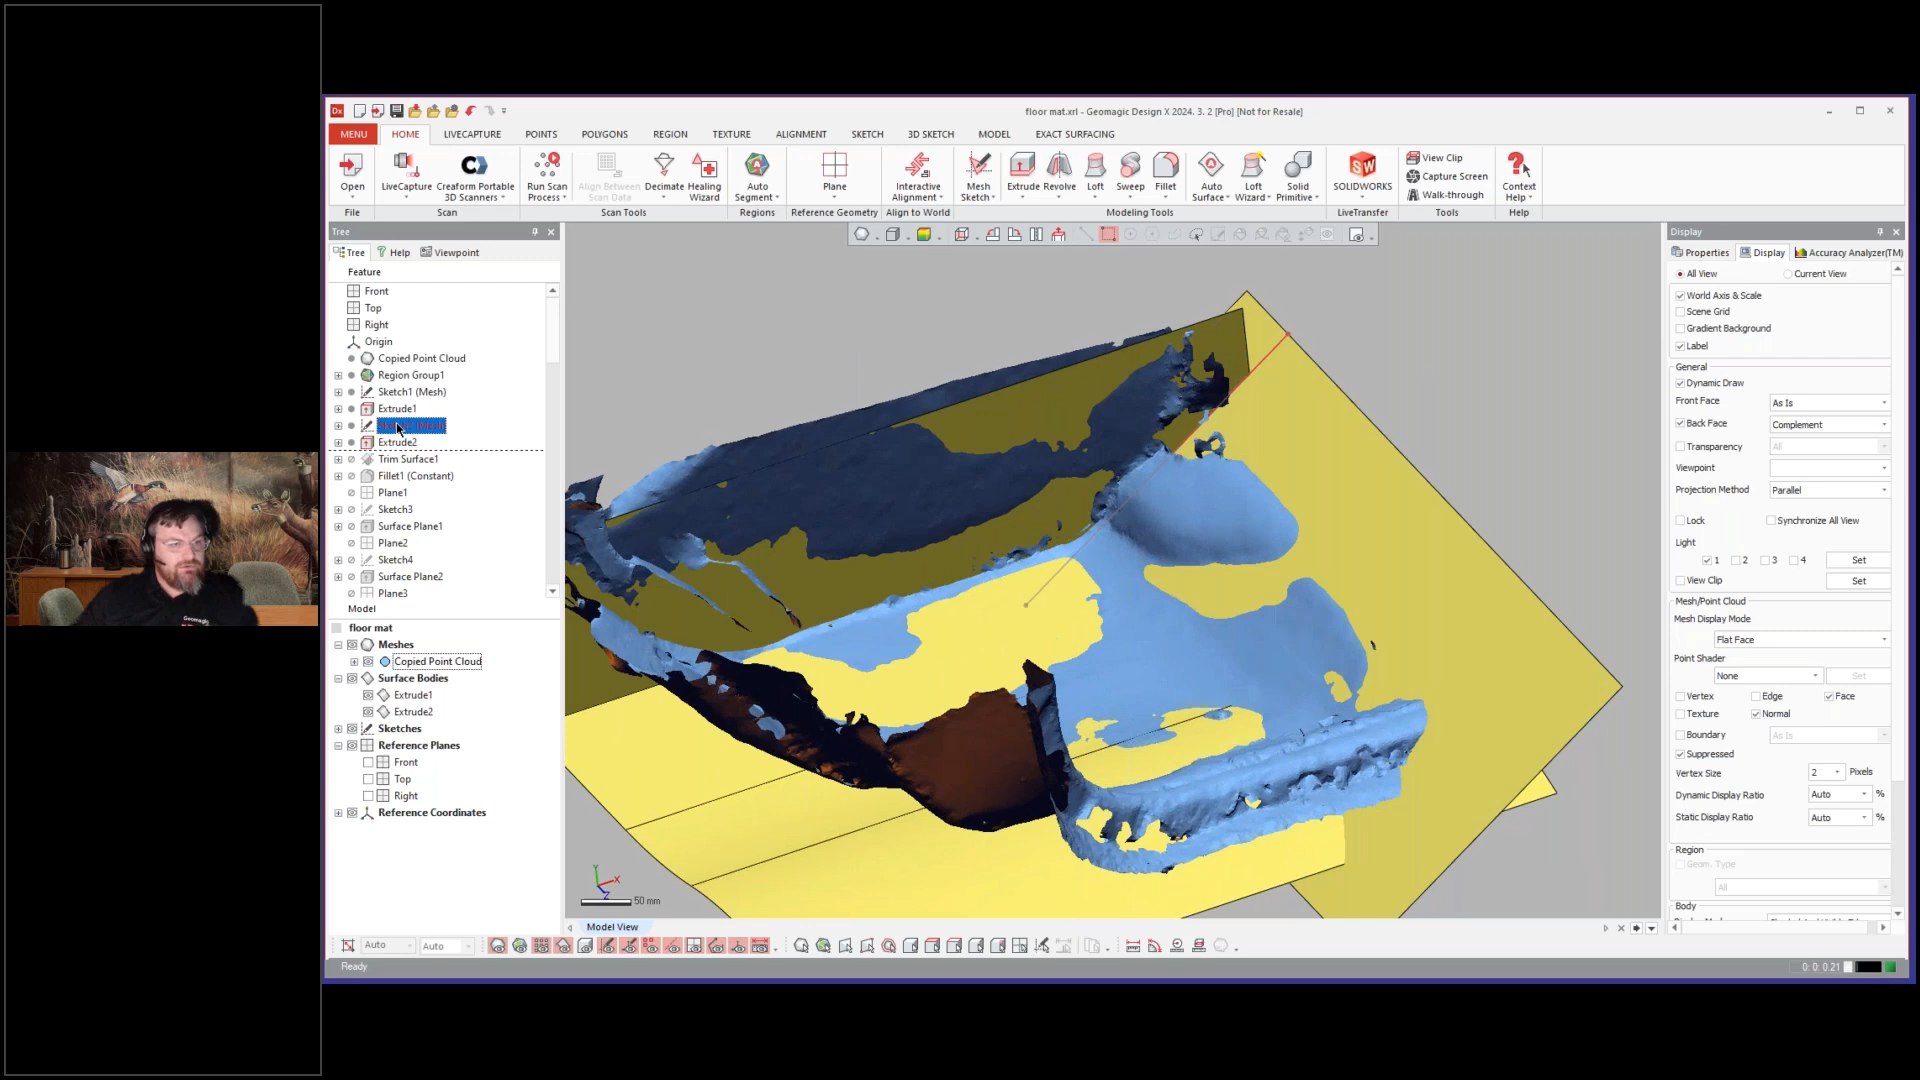 floor mat.xrl - Geomagic Design X 2024. 3. 2 [Pro] [Not for Resale]
MENU HOME LIVECAPTURE POINTS POLYGONS REGION TEXTURE ALIGNMENT SKETCH 3D SKETCH MODEL EXACT SURFACING
Open
LiveCapture
Creaform Portable
3D Scanners
Run Scan
Process
Align Between
Scan Data
Decimate
Healing
Wizard
Auto
Segment
Plane
Interactive
Alignment
Mesh
Sketch
Extrude
Revolve
Loft
Sweep
Fillet
Auto
Surface
Loft
Wizard
Solid
Primitive
SOLIDWORKS
View Clip
Capture Screen
Walk-through
Context
Help
File Scan Scan Tools Regions Reference Geometry Align to World Modeling Tools LiveTransfer Tools Help
Tree
Tree Help Viewpoint
Feature
Front
Top
Right
Origin
Copied Point Cloud
Region Group1
Sketch1 (Mesh)
Extrude1
Extrude2
Trim Surface1
Fillet1 (Constant)
Plane1
Sketch3
Surface Plane1
Plane2
Sketch4
Surface Plane2
Plane3
Model
floor mat
Meshes
Copied Point Cloud
Surface Bodies
Extrude1
Extrude2
Sketches
Reference Planes
Front
Top
Right
Reference Coordinates
Y
X
Z
50 mm
Model View
Auto
Auto
Ready
0: 0: 0.21
Display
Properties Display Accuracy Analyzer(TM)
All View Current View
World Axis & Scale
Scene Grid
Gradient Background
Label
General
Dynamic Draw
Front Face As Is
Back Face Complement
Transparency All
Viewpoint
Projection Method Parallel
Lock Synchronize All View
Light
1 2 3 4 Set
View Clip Set
Mesh/Point Cloud
Mesh Display Mode
Flat Face
Point Shader
None Set
Vertex Edge Face
Texture Normal
Boundary As Is
Suppressed
Vertex Size 2 Pixels
Dynamic Display Ratio Auto %
Static Display Ratio Auto %
Region
Geom. Type
All
Body
Geomagic